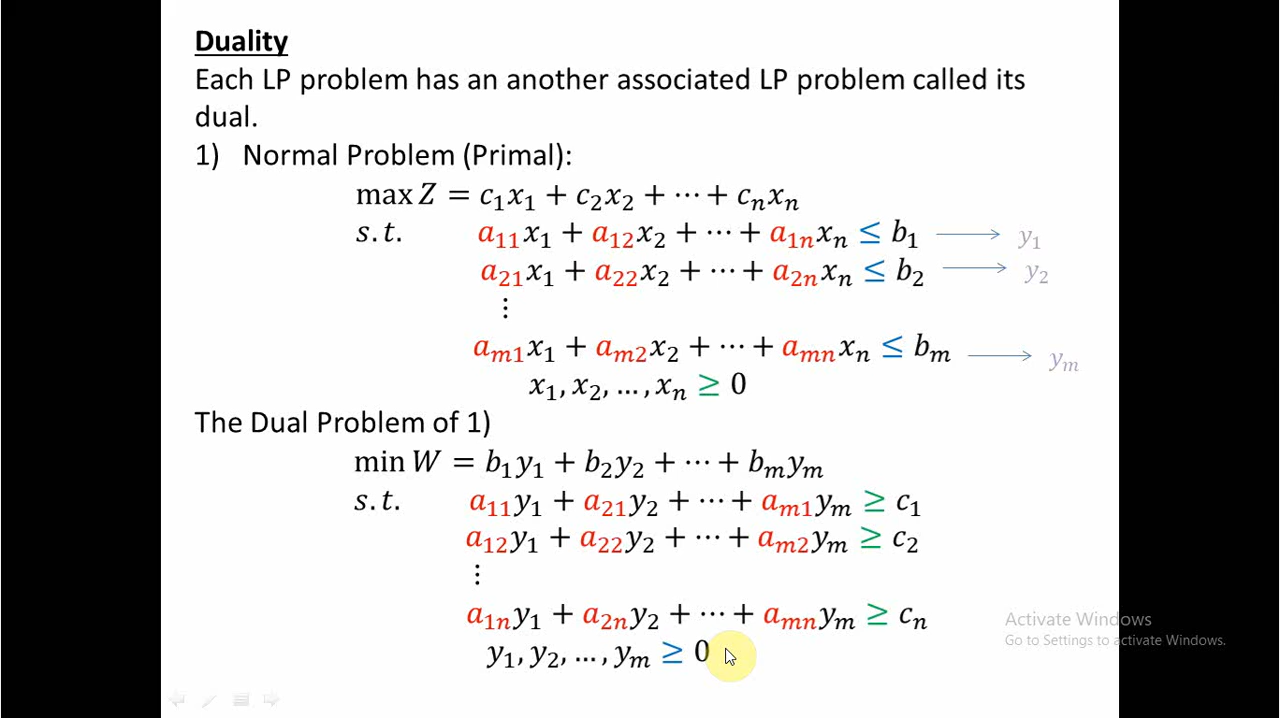 Duality
Each LP problem has an another associated LP problem called its
dual.
1) Normal Problem (Primal):
max Z = c₁x₁ + c₂x₂ + ⋯ + cₙxₙ
s.t. a₁₁x₁ + a₁₂x₂ + ⋯ + a₁ₙxₙ ≤ b₁ ⟶ y₁
a₂₁x₁ + a₂₂x₂ + ⋯ + a₂ₙxₙ ≤ b₂ ⟶ y₂
⋮
aₘ₁x₁ + aₘ₂x₂ + ⋯ + aₘₙxₙ ≤ bₘ ⟶ yₘ
x₁, x₂, … , xₙ ≥ 0
The Dual Problem of 1)
min W = b₁y₁ + b₂y₂ + ⋯ + bₘyₘ
s.t. a₁₁y₁ + a₂₁y₂ + ⋯ + aₘ₁yₘ ≥ c₁
a₁₂y₁ + a₂₂y₂ + ⋯ + aₘ₂yₘ ≥ c₂
⋮
a₁ₙy₁ + a₂ₙy₂ + ⋯ + aₘₙyₘ ≥ cₙ
y₁, y₂, … , yₘ ≥ 0
Activate Windows
Go to Settings to activate Windows.